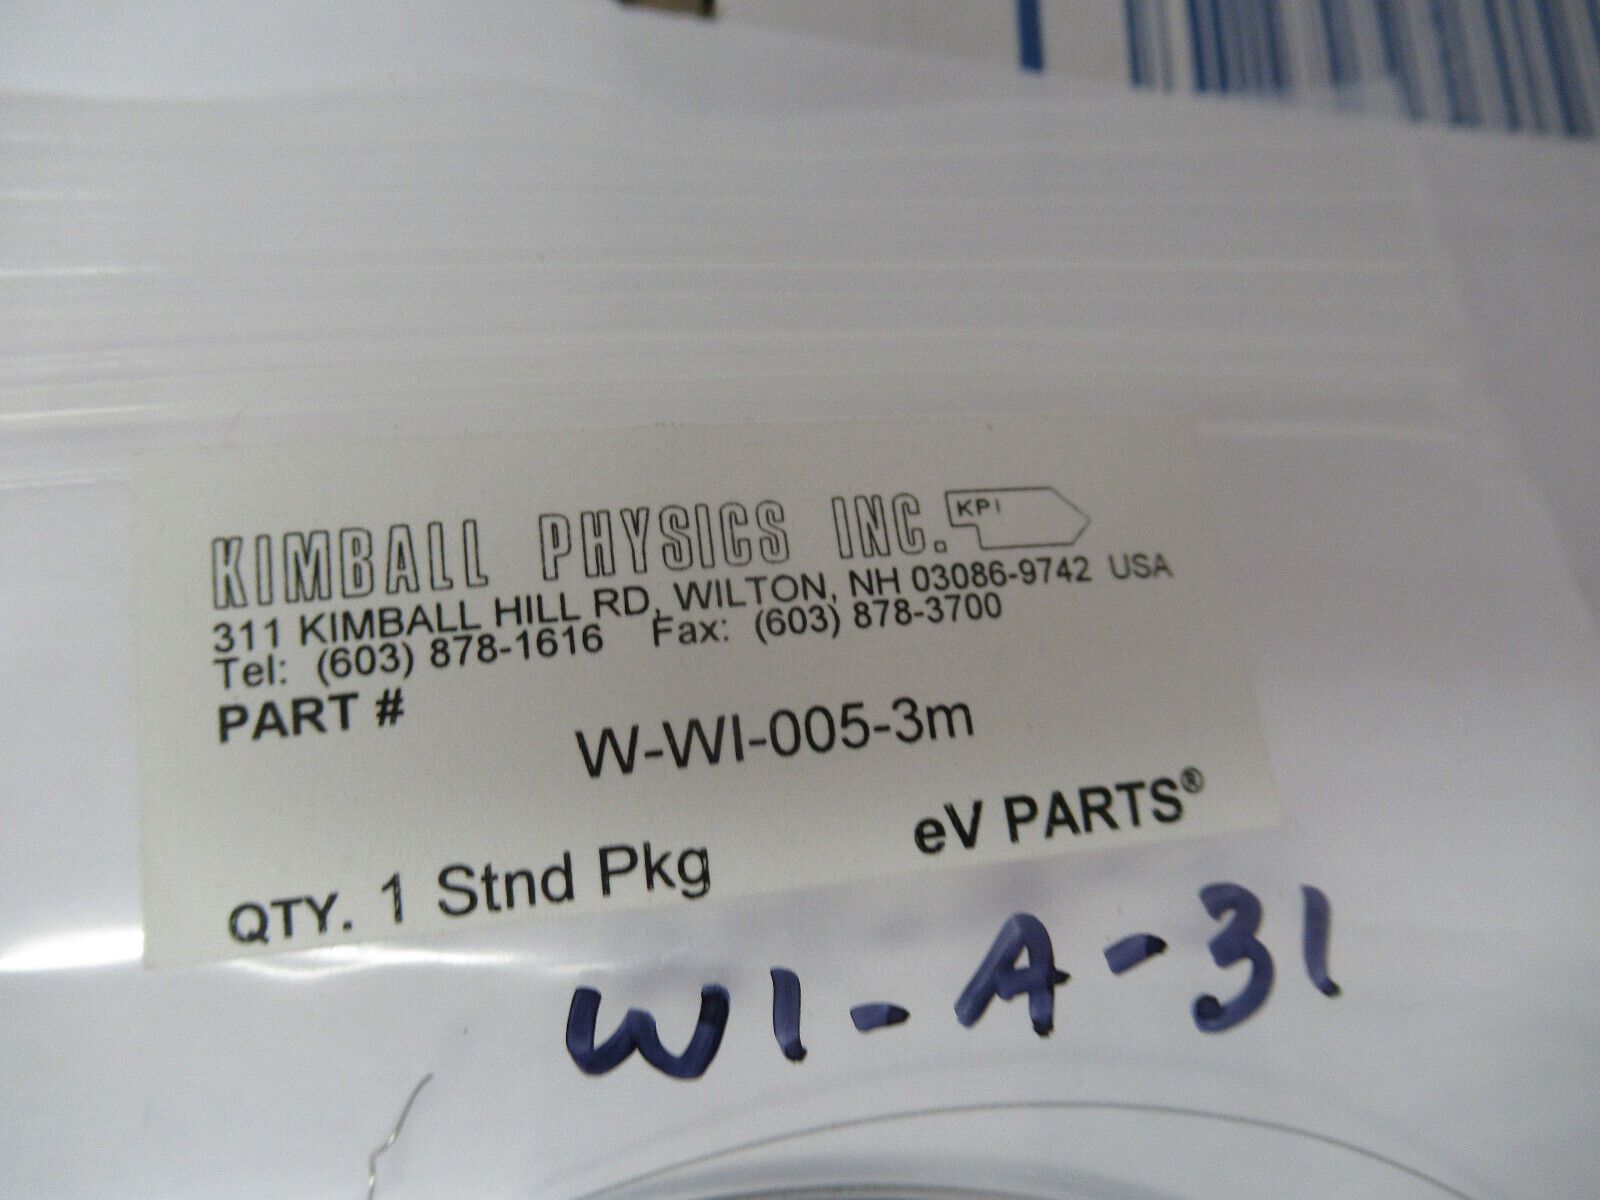 KIMBALL PHYSICS INC. KPI
311 KIMBALL HILL RD, WILTON, NH 03086-9742 USA
Tel: (603) 878-1616 Fax: (603) 878-3700
PART #
W-WI-005-3m
QTY. 1 Stnd Pkg
eV PARTS®
WI-A-31